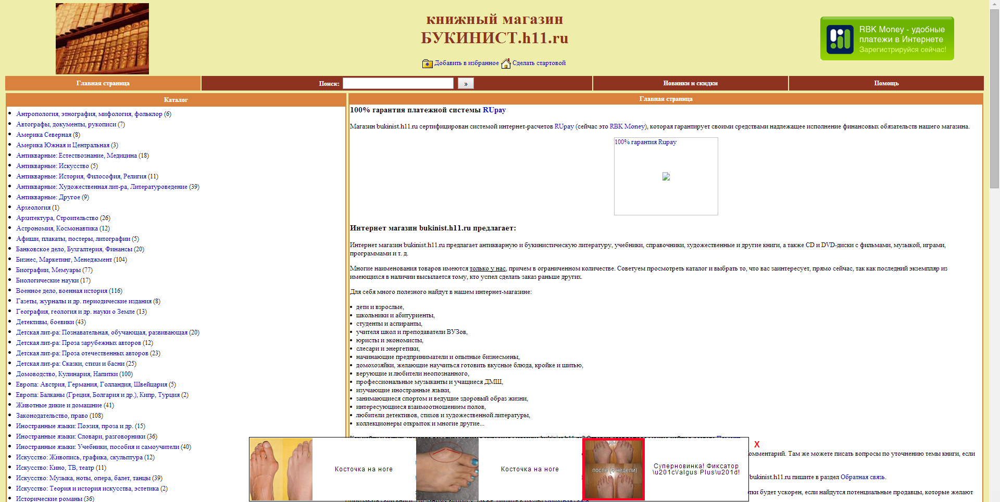 книжный магазин
БУКИНИСТ.h11.ru
Добавить в избранное Сделать стартовой
RBK Money - удобные
платежи в Интернете
Зарегистрируйся сейчас!
Главная страница
Поиск: »
Новинки и скидки
Помощь
Каталог
Антропология, этнография, мифология, фольклор (6)
Автографы, документы, рукописи (7)
Америка Северная (8)
Америка Южная и Центральная (3)
Антикварные: Естествознание, Медицина (18)
Антикварные: Искусство (5)
Антикварные: История, Философия, Религия (11)
Антикварные: Художественная лит-ра, Литературоведение (39)
Антикварные: Другое (9)
Археология (1)
Архитектура, Строительство (26)
Астрономия, Космонавтика (12)
Афиши, плакаты, постеры, литографии (5)
Банковское дело, Бухгалтерия, Финансы (20)
Бизнес, Маркетинг, Менеджмент (104)
Биографии, Мемуары (77)
Биологические науки (17)
Военное дело, военная история (116)
Газеты, журналы и др. периодические издания (8)
География, геология и др. науки о Земле (13)
Детективы, боевики (43)
Детская лит-ра: Познавательная, обучающая, развивающая (20)
Детская лит-ра: Проза зарубежных авторов (12)
Детская лит-ра: Проза отечественных авторов (23)
Детская лит-ра: Сказки, стихи и басни (25)
Домоводство, Кулинария, Напитки (100)
Европа: Австрия, Германия, Голландия, Швейцария (5)
Европа: Балканы (Греция, Болгария и др.), Кипр, Турция (2)
Животные дикие и домашние (41)
Законодательство, право (108)
Иностранные языки: Поэзия, проза и др. (15)
Иностранные языки: Словари, разговорники (36)
Иностранные языки: Учебники, пособия и самоучители (40)
Искусство: Живопись, графика, скульптура (12)
Искусство: Кино, ТВ, театр (11)
Искусство: Музыка, ноты, опера, балет, танцы (39)
Искусство: Теория и история искусства, эстетика (2)
Исторические романы (36)
Главная страница
100% гарантия платежной системы RUpay
Магазин bukinist.h11.ru сертифицирован системой интернет-расчетов RUpay (сейчас это RBK Money), которая гарантирует своими средствами надлежащее исполнение финансовых обязательств нашего магазина.
100% гарантия Rupay
Интернет магазин bukinist.h11.ru предлагает:
Интернет магазин bukinist.h11.ru предлагает антикварную и букинистическую литературу, учебники, справочники, художественные и другие книги, а также CD и DVD-диски с фильмами, музыкой, играми,
программами и т. д.
Многие наименования товаров имеются только у нас, причем в ограниченном количестве. Советуем просмотреть каталог и выбрать то, что вас заинтересует, прямо сейчас, так как последний экземпляр из
имеющихся в наличии высылается тому, кто успел сделать заказ раньше других.
Для себя много полезного найдут в нашем интернет-магазине:
дети и взрослые,
школьники и абитуриенты,
студенты и аспиранты,
учителя школ и преподаватели ВУЗов,
юристы и экономисты,
слесари и энергетики,
начинающие предприниматели и опытные бизнесмены,
домохозяйки, желающие научиться готовить вкусные блюда, кройке и шитью,
верующие и любители неопознанного,
профессиональные музыканты и учащиеся ДМШ,
изучающие иностранные языки,
занимающиеся спортом и ведущие здоровый образ жизни,
интересующиеся взаимоотношением полов,
любители детективов, стихов и художественной литературы,
коллекционеры открыток и многие другие...
комментарий. Там же можете писать вопросы по уточнению темы книги, если
bukinist.h11.ru пишите в раздел Обратная связь.
будет ускорен, если найдутся потенциальные продавцы, которые желают
Косточка на ноге
Косточка на ноге
после (4 недели)
Суперновинка! Фиксатор
\u201cValgus Plus\u201d!
X